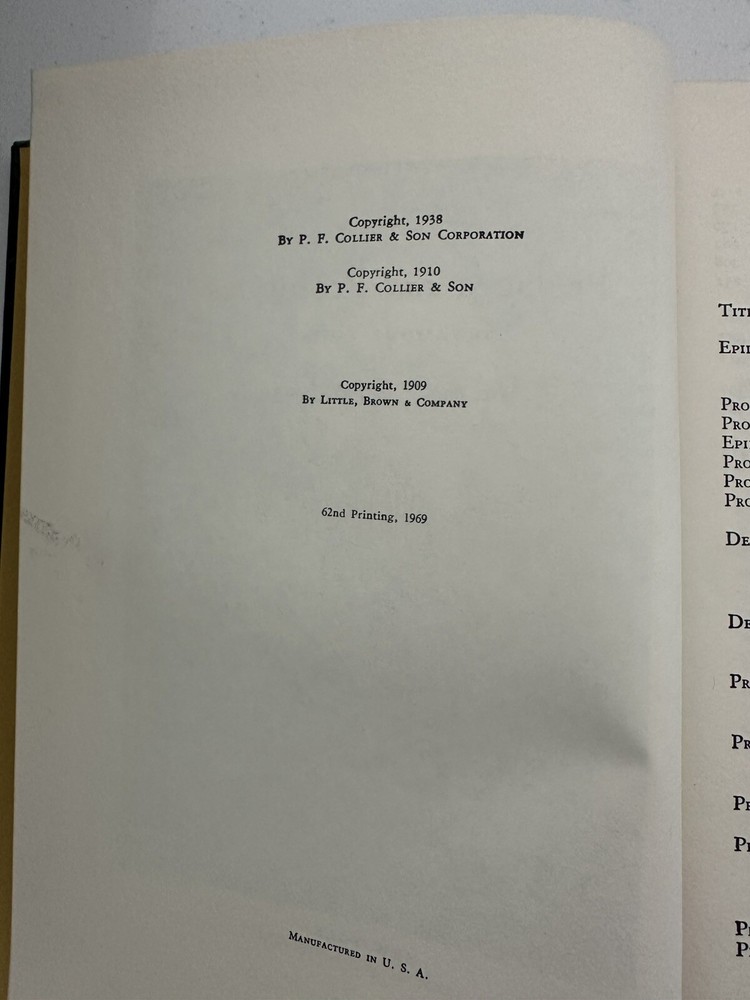 Copyright, 1938
By P. F. Collier & Son Corporation
Copyright, 1910
By P. F. Collier & Son
Copyright, 1909
By Little, Brown & Company
62nd Printing, 1969
Manufactured in U. S. A.